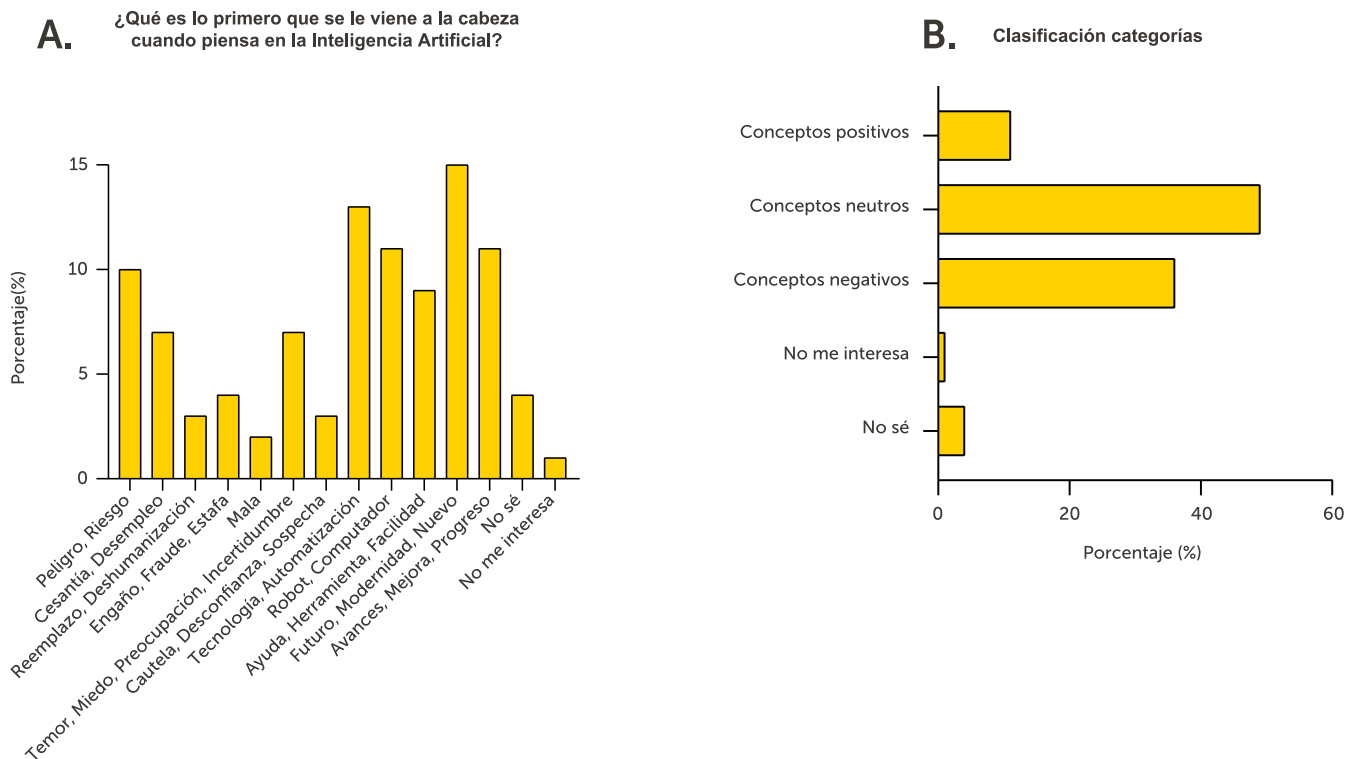 A.
¿Qué es lo primero que se le viene a la cabeza
cuando piensa en la Inteligencia Artificial?
Porcentaje(%)
15
10
5
0
Peligro, Riesgo
Cesantía, Desempleo
Reemplazo, Deshumanización
Engaño, Fraude, Estafa
Mala
Temor, Miedo, Preocupación, Incertidumbre
Cautela, Desconfianza, Sospecha
Tecnología, Automatización
Robot, Computador
Ayuda, Herramienta, Facilidad
Futuro, Modernidad, Nuevo
Avances, Mejora, Progreso
No sé
No me interesa
B.
Clasificación categorías
Conceptos positivos
Conceptos neutros
Conceptos negativos
No me interesa
No sé
0 20 40 60
Porcentaje (%)